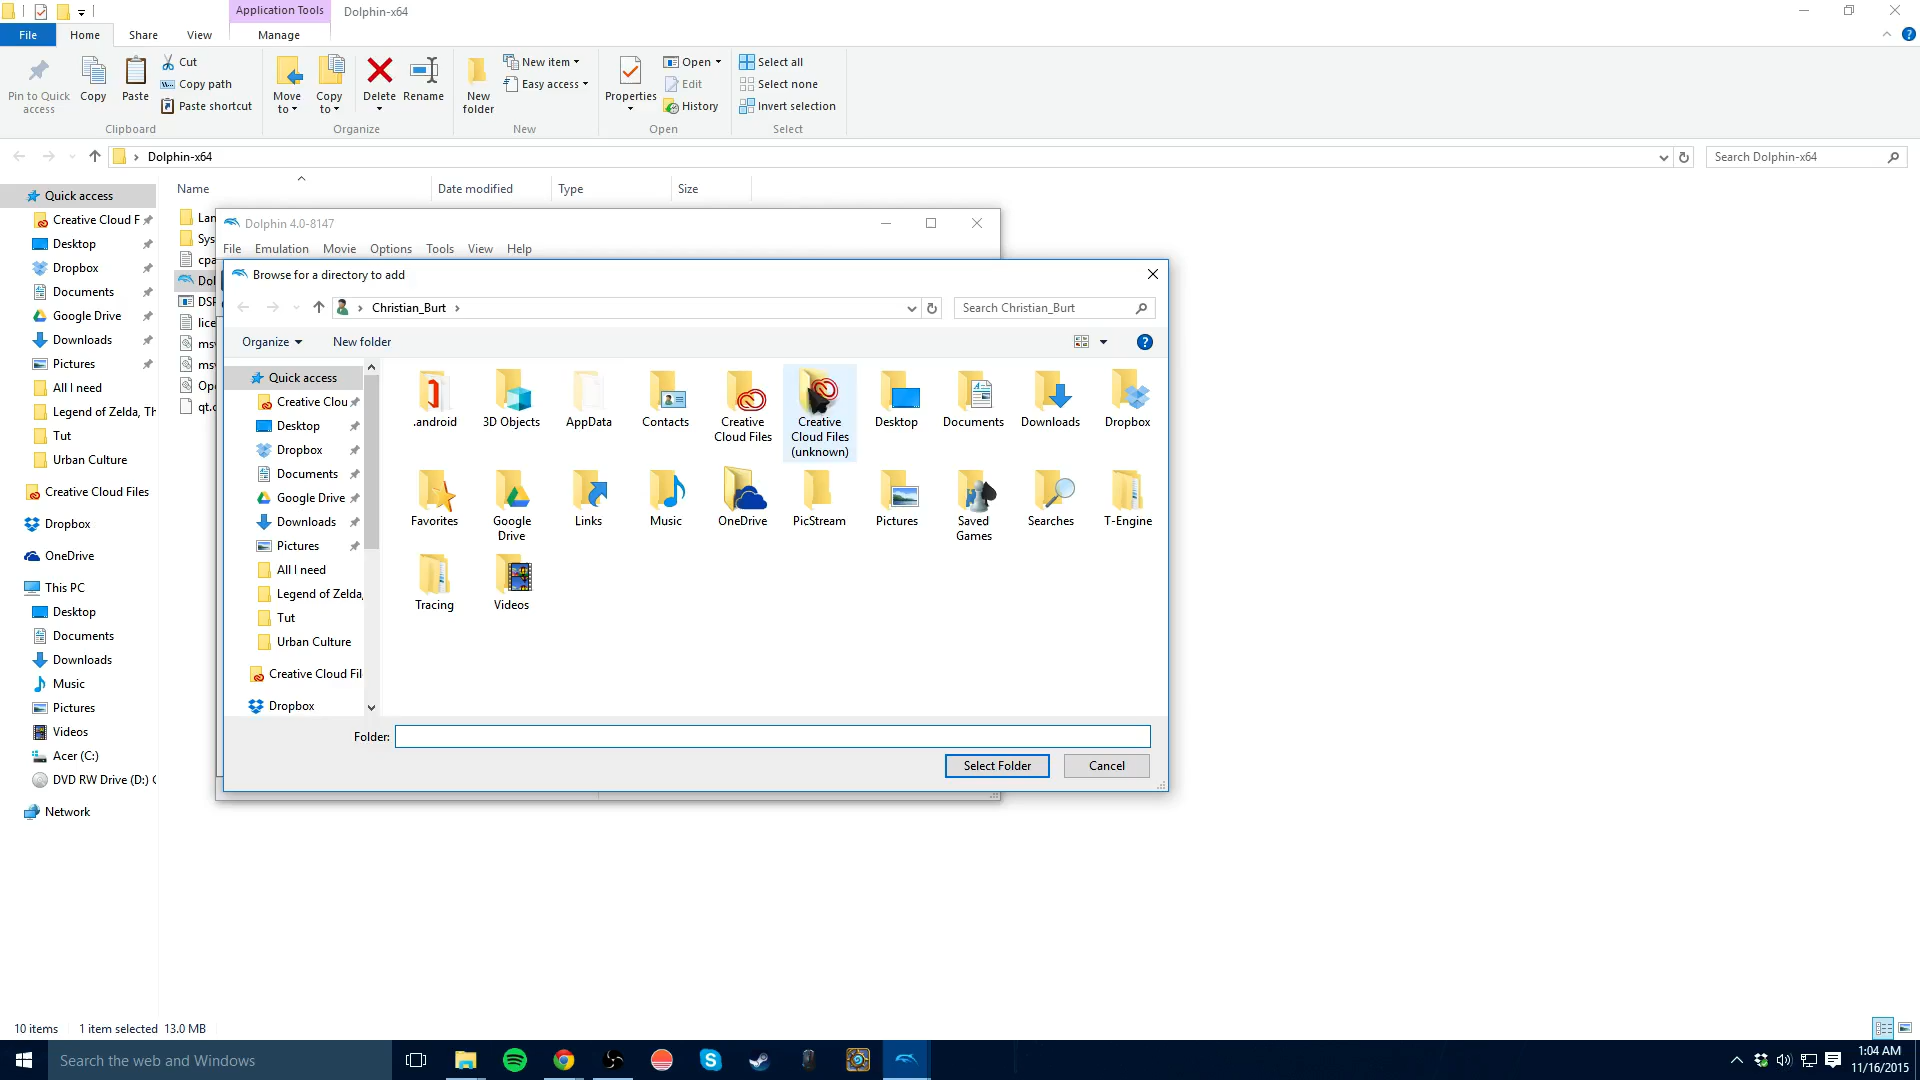 Application Tools
Dolphin-x64
File
Home
Share
View
Manage
Pin to Quick access
Copy
Paste
Cut
Copy path
Paste shortcut
Clipboard
Move to
Copy to
Delete
Rename
Organize
New folder
New item
Easy access
New
Properties
Open
Edit
History
Open
Select all
Select none
Invert selection
Select
Dolphin-x64
Search Dolphin-x64
Name
Date modified
Type
Size
Quick access
Creative Cloud F
Desktop
Dropbox
Documents
Google Drive
Downloads
Pictures
All I need
Legend of Zelda, Th
Tut
Urban Culture
Creative Cloud Files
Dropbox
OneDrive
This PC
Desktop
Documents
Downloads
Music
Pictures
Videos
Acer (C:)
DVD RW Drive (D:)
Network
Lan
Sys
cpa
Dol
DSP
lice
ms
ms
Ope
qt.c
Dolphin 4.0-8147
File
Emulation
Movie
Options
Tools
View
Help
Browse for a directory to add
Christian_Burt
Search Christian_Burt
Organize
New folder
?
Quick access
Creative Clou
Desktop
Dropbox
Documents
Google Drive
Downloads
Pictures
All I need
Legend of Zelda,
Tut
Urban Culture
Creative Cloud Fil
Dropbox
.android
3D Objects
AppData
Contacts
Creative Cloud Files
Creative Cloud Files (unknown)
Desktop
Documents
Downloads
Dropbox
Favorites
Google Drive
Links
Music
OneDrive
PicStream
Pictures
Saved Games
Searches
T-Engine
Tracing
Videos
Folder:
Select Folder
Cancel
10 items
1 item selected 13.0 MB
Search the web and Windows
1:04 AM
11/16/2015